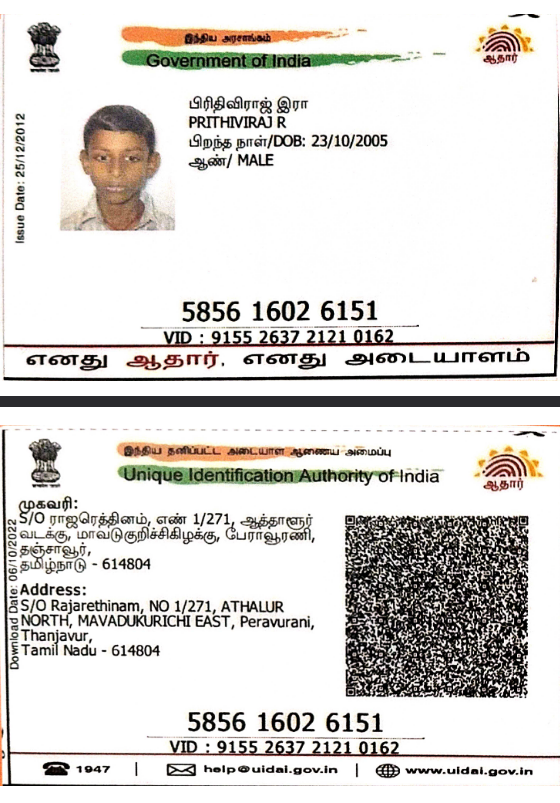 இந்திய அரசாங்கம்
Government of India
ஆதார்
Issue Date: 25/12/2012
பிரிதிவிராஜ் இரா
PRITHIVIRAJ R
பிறந்த நாள்/DOB: 23/10/2005
ஆண்/ MALE
5856 1602 6151
VID : 9155 2637 2121 0162
எனது ஆதார், எனது அடையாளம்
இந்திய தனிப்பட்ட அடையாள ஆணைய அமைப்பு
Unique Identification Authority of India
ஆதார்
Download Date: 06/10/2022
முகவரி:
S/O ராஜரெத்தினம், எண் 1/271, ஆத்தாளூர்
வடக்கு, மாவடுகுறிச்சிகிழக்கு, பேராவூரணி,
தஞ்சாவூர்,
தமிழ்நாடு - 614804
Address:
S/O Rajarethinam, NO 1/271, ATHALUR
NORTH, MAVADUKURICHI EAST, Peravurani,
Thanjavur,
Tamil Nadu - 614804
5856 1602 6151
VID : 9155 2637 2121 0162
1947 | help@uidai.gov.in | www.uidai.gov.in